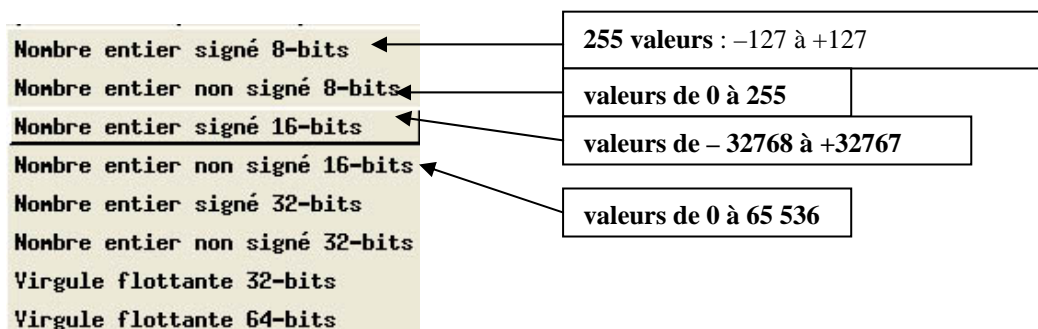 Nombre entier signé 8-bits
255 valeurs : –127 à +127
Nombre entier non signé 8-bits
valeurs de 0 à 255
Nombre entier signé 16-bits
valeurs de – 32768 à +32767
Nombre entier non signé 16-bits
valeurs de 0 à 65 536
Nombre entier signé 32-bits
Nombre entier non signé 32-bits
Virgule flottante 32-bits
Virgule flottante 64-bits